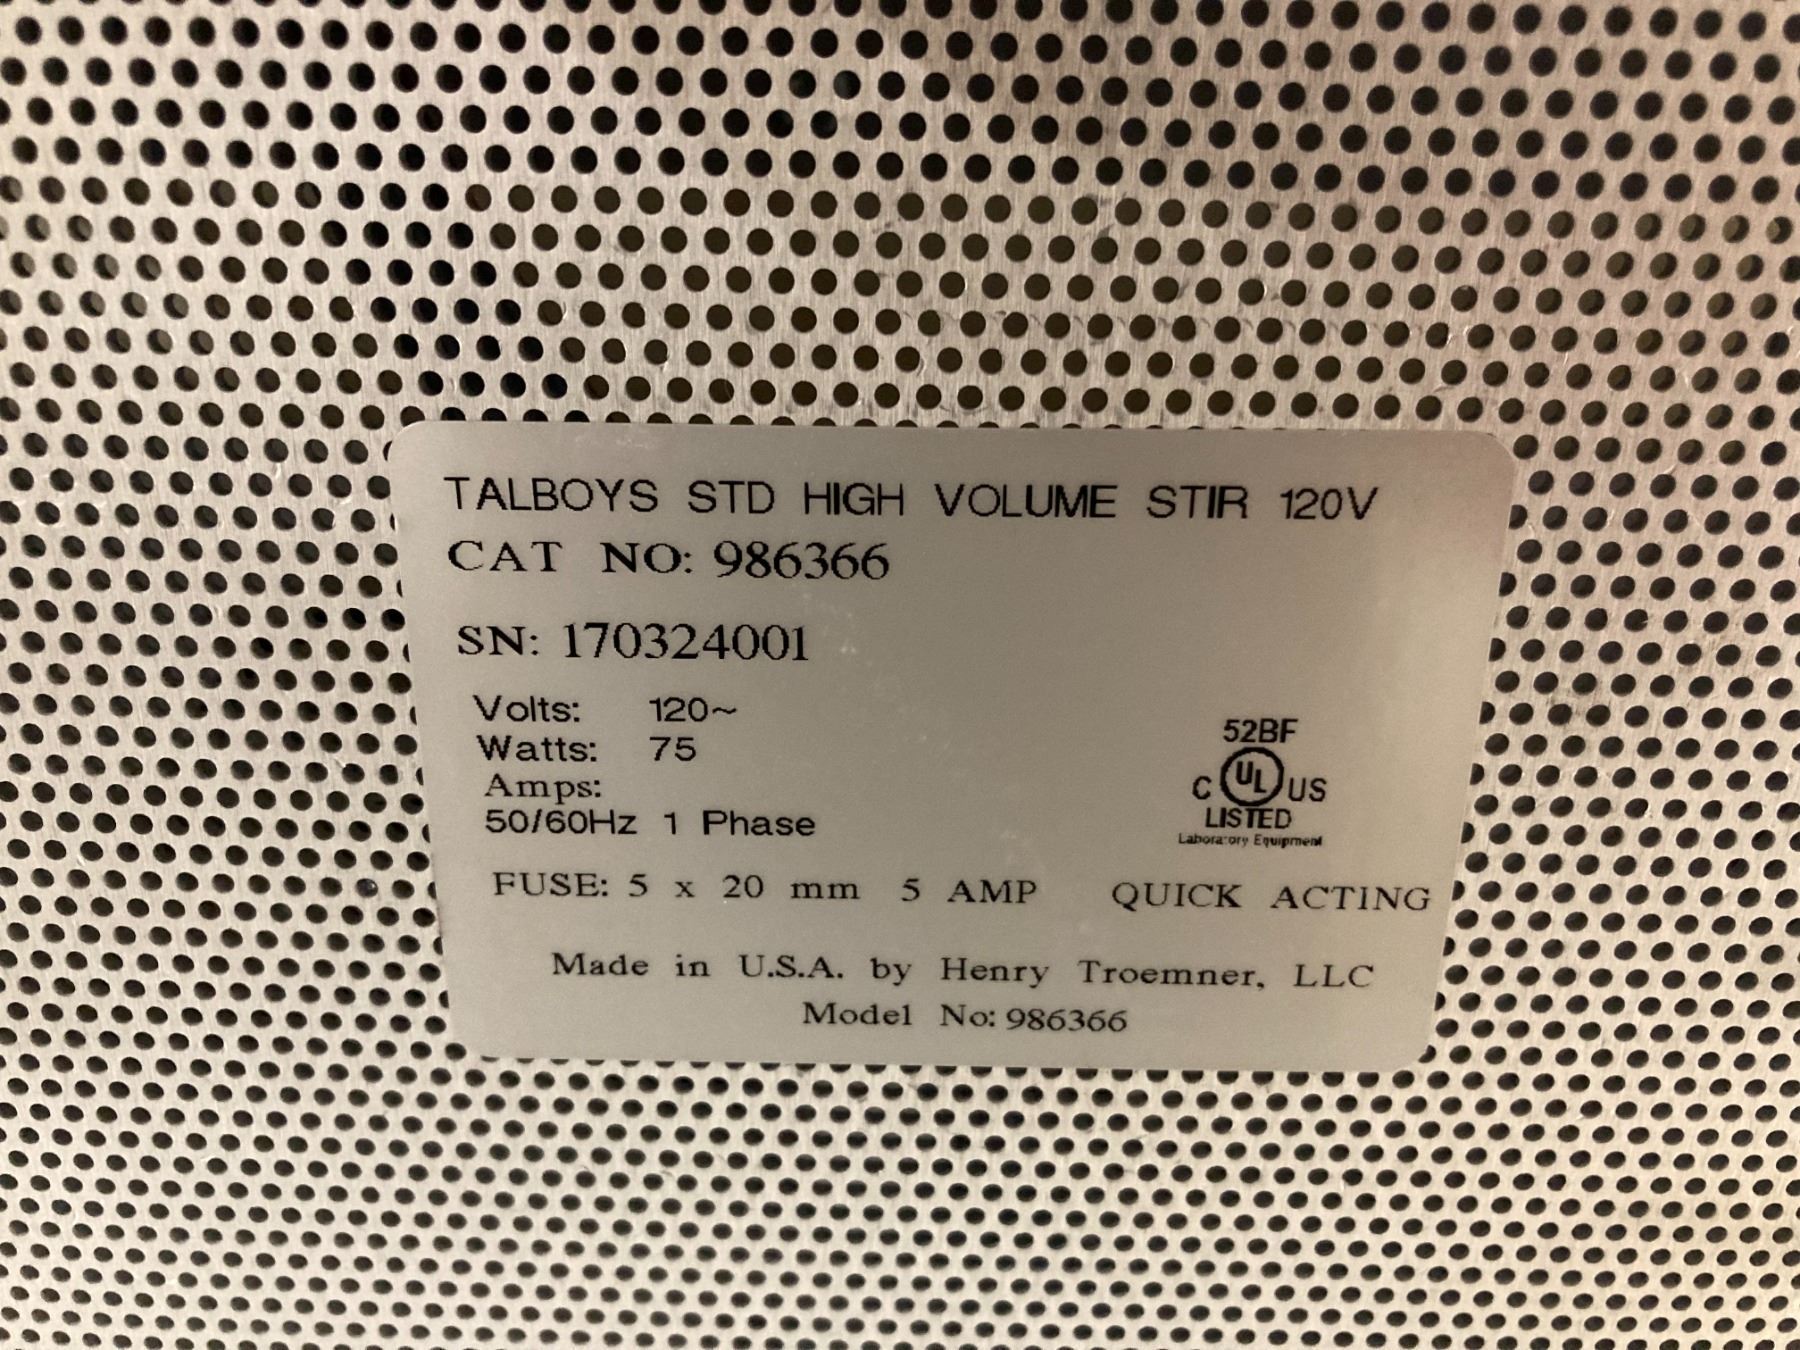 TALBOYS STD HIGH VOLUME STIR 120V
CAT NO: 986366
SN: 170324001
Volts: 120~
Watts: 75
Amps:
50/60Hz 1 Phase
52BF
C UL US
LISTED
Laboratory Equipment
FUSE: 5 x 20 mm 5 AMP QUICK ACTING
Made in U.S.A. by Henry Troemner, LLC
Model No: 986366